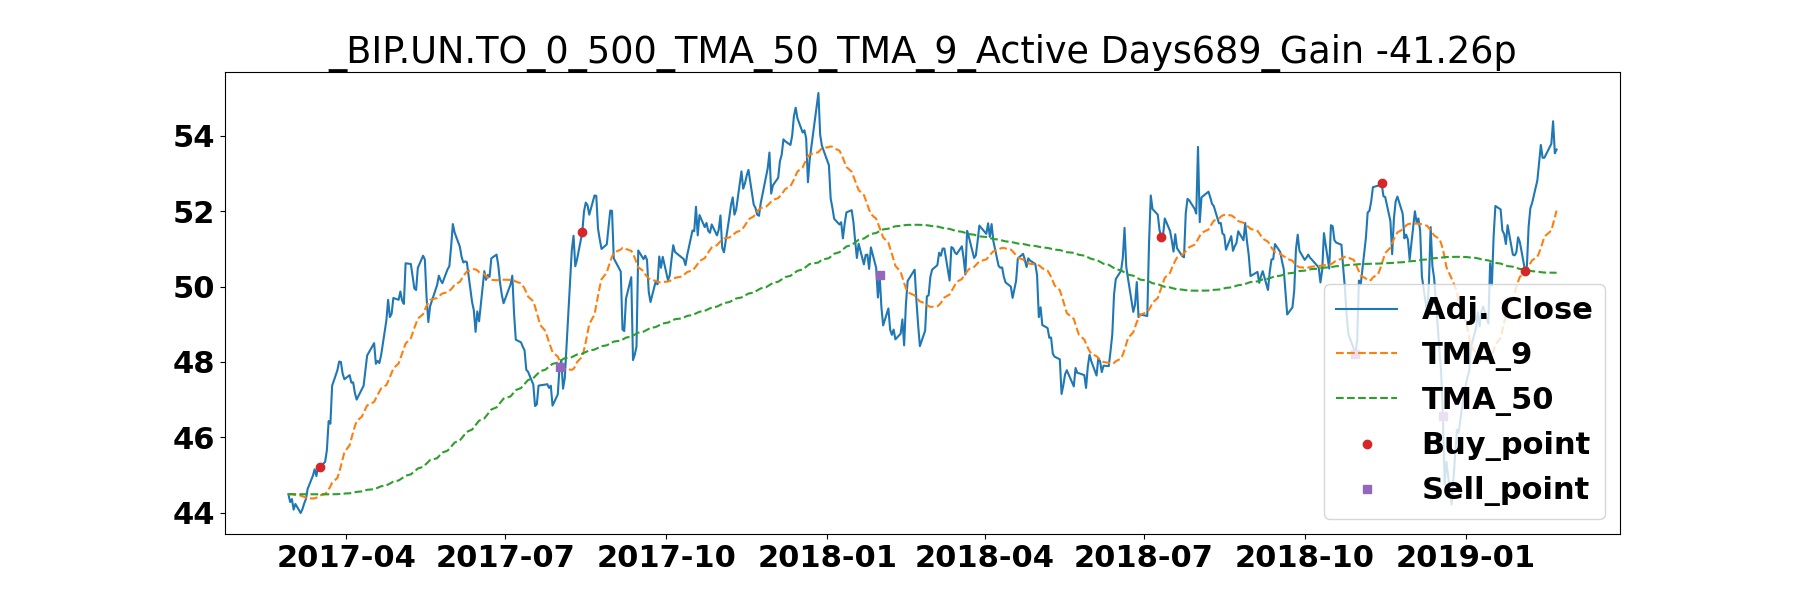 _BIP.UN.TO_0_500_TMA_50_TMA_9_Active Days689_Gain -41.26p
54
52
50
48
46
44
Adj. Close
TMA_9
TMA_50
Buy_point
Sell_point
2017-04 2017-07 2017-10 2018-01 2018-04 2018-07 2018-10 2019-01